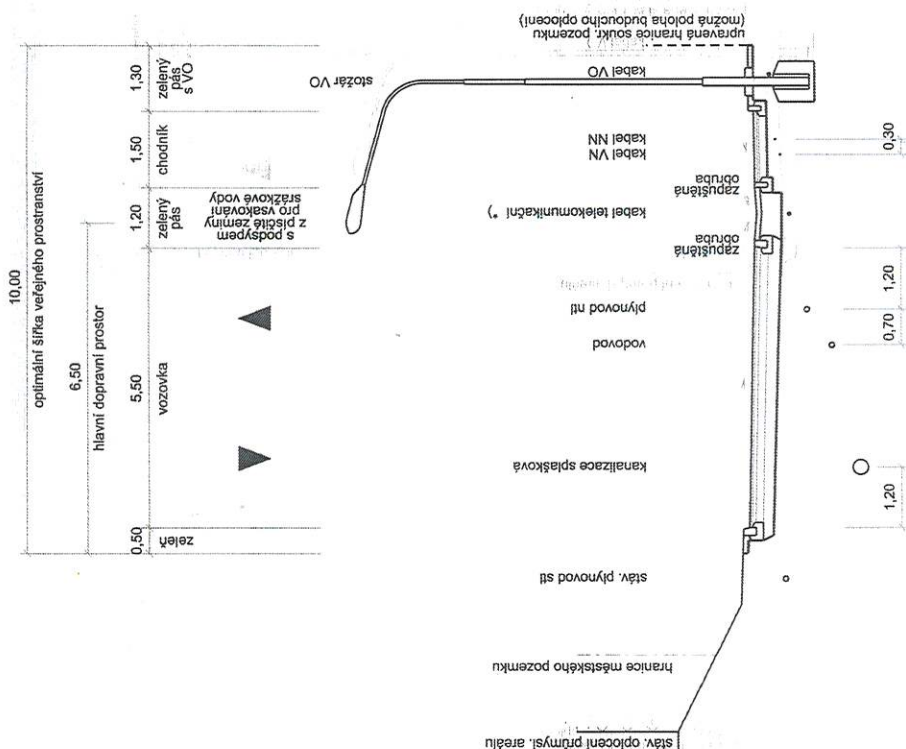 10,00
optimální šířka veřejného prostranství
6,50
hlavní dopravní prostor
1,30
zelený
pás
s VO
1,50
chodník
1,20
zelený
pás
5,50
vozovka
0,50
zeleň
s podsypem
z písčité zeminy
pro vsakování
srážkové vody
stožár VO
upravená hranice soukr. pozemku
(možná poloha budoucího oplocení)
kabel VO
kabel NN
kabel VN
zapuštěná
obruba
kabel telekomunikační *)
zapuštěná
obruba
plynovod ntl
vodovod
kanalizace splašková
stáv. plynovod stl
hranice městského pozemku
stáv. oplocení průmysl. areálu
0,30
1,20
0,70
1,20